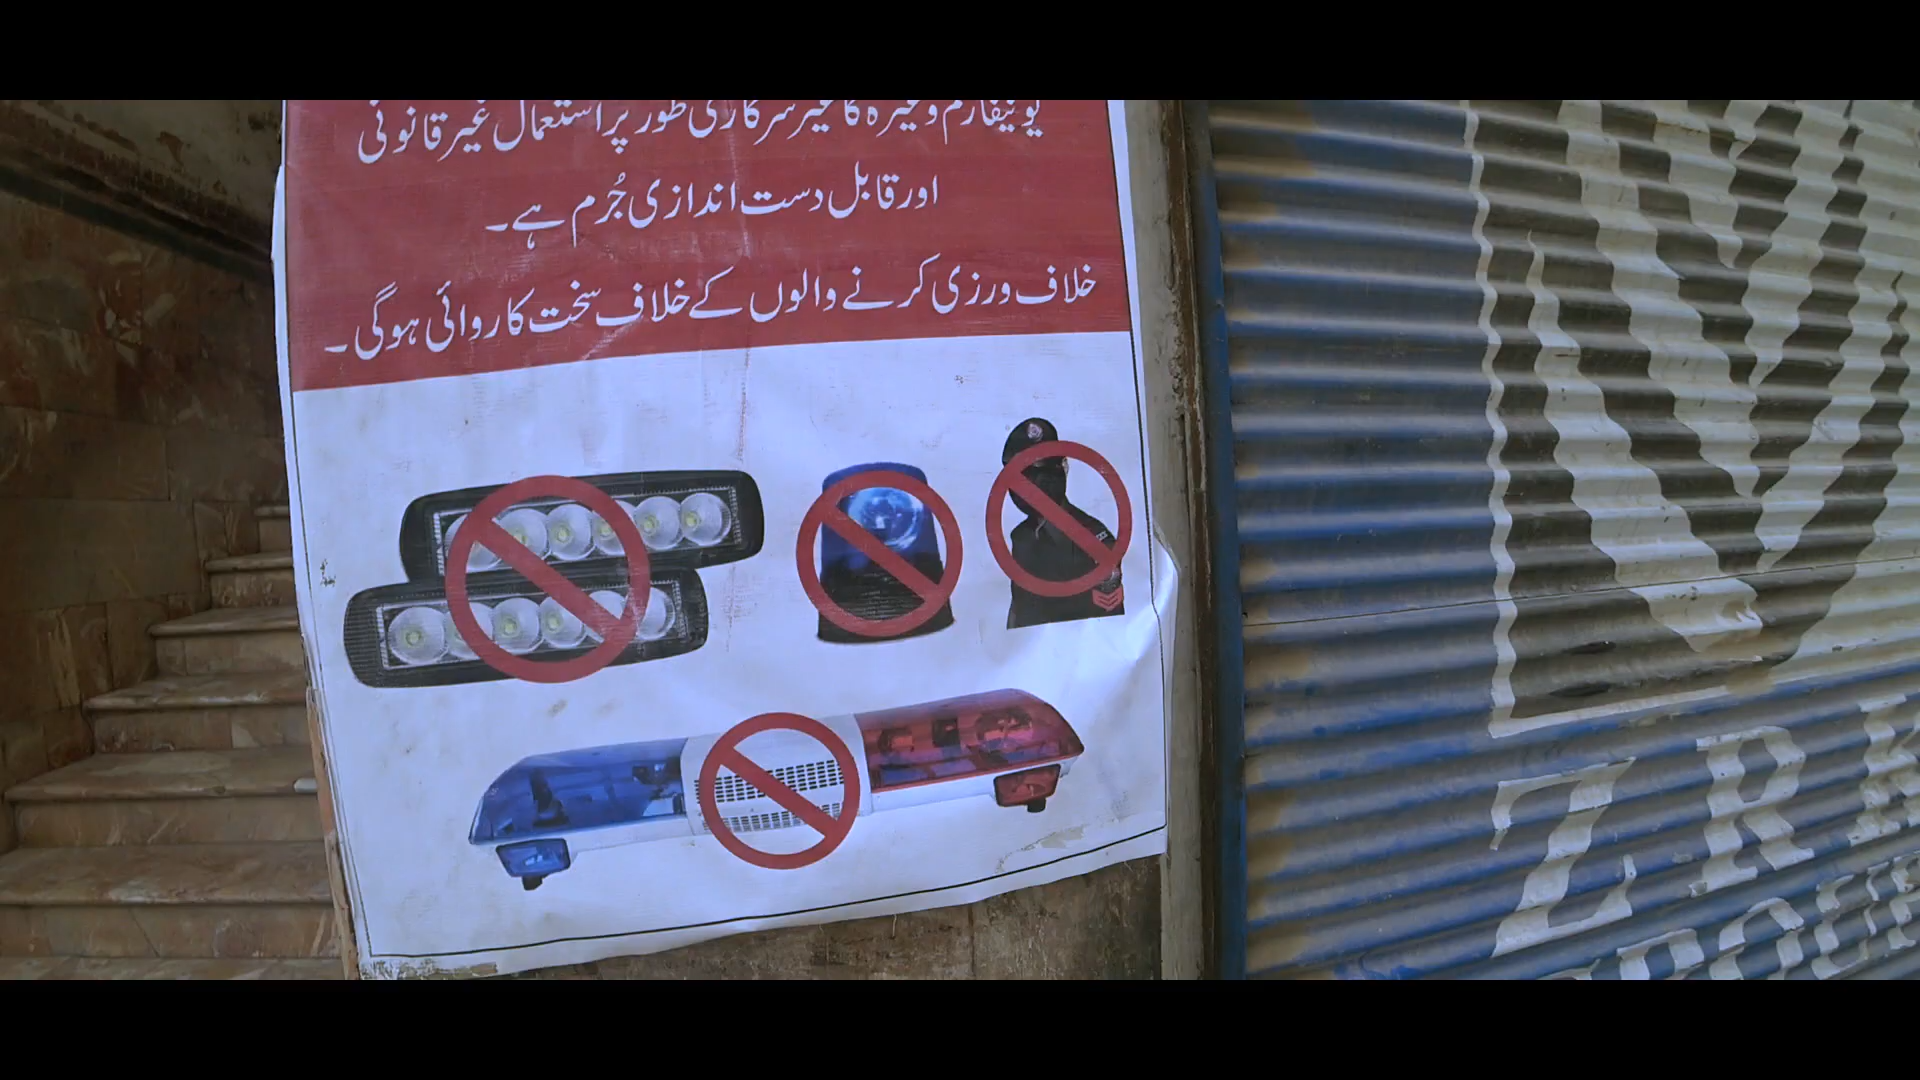 یونیفارم وغیرہ کا غیر سرکاری طور پر استعمال غیر قانونی
اور قابل دست اندازی جُرم ہے۔
خلاف ورزی کرنے والوں کے خلاف سخت کاروائی ہوگی۔
ZRK